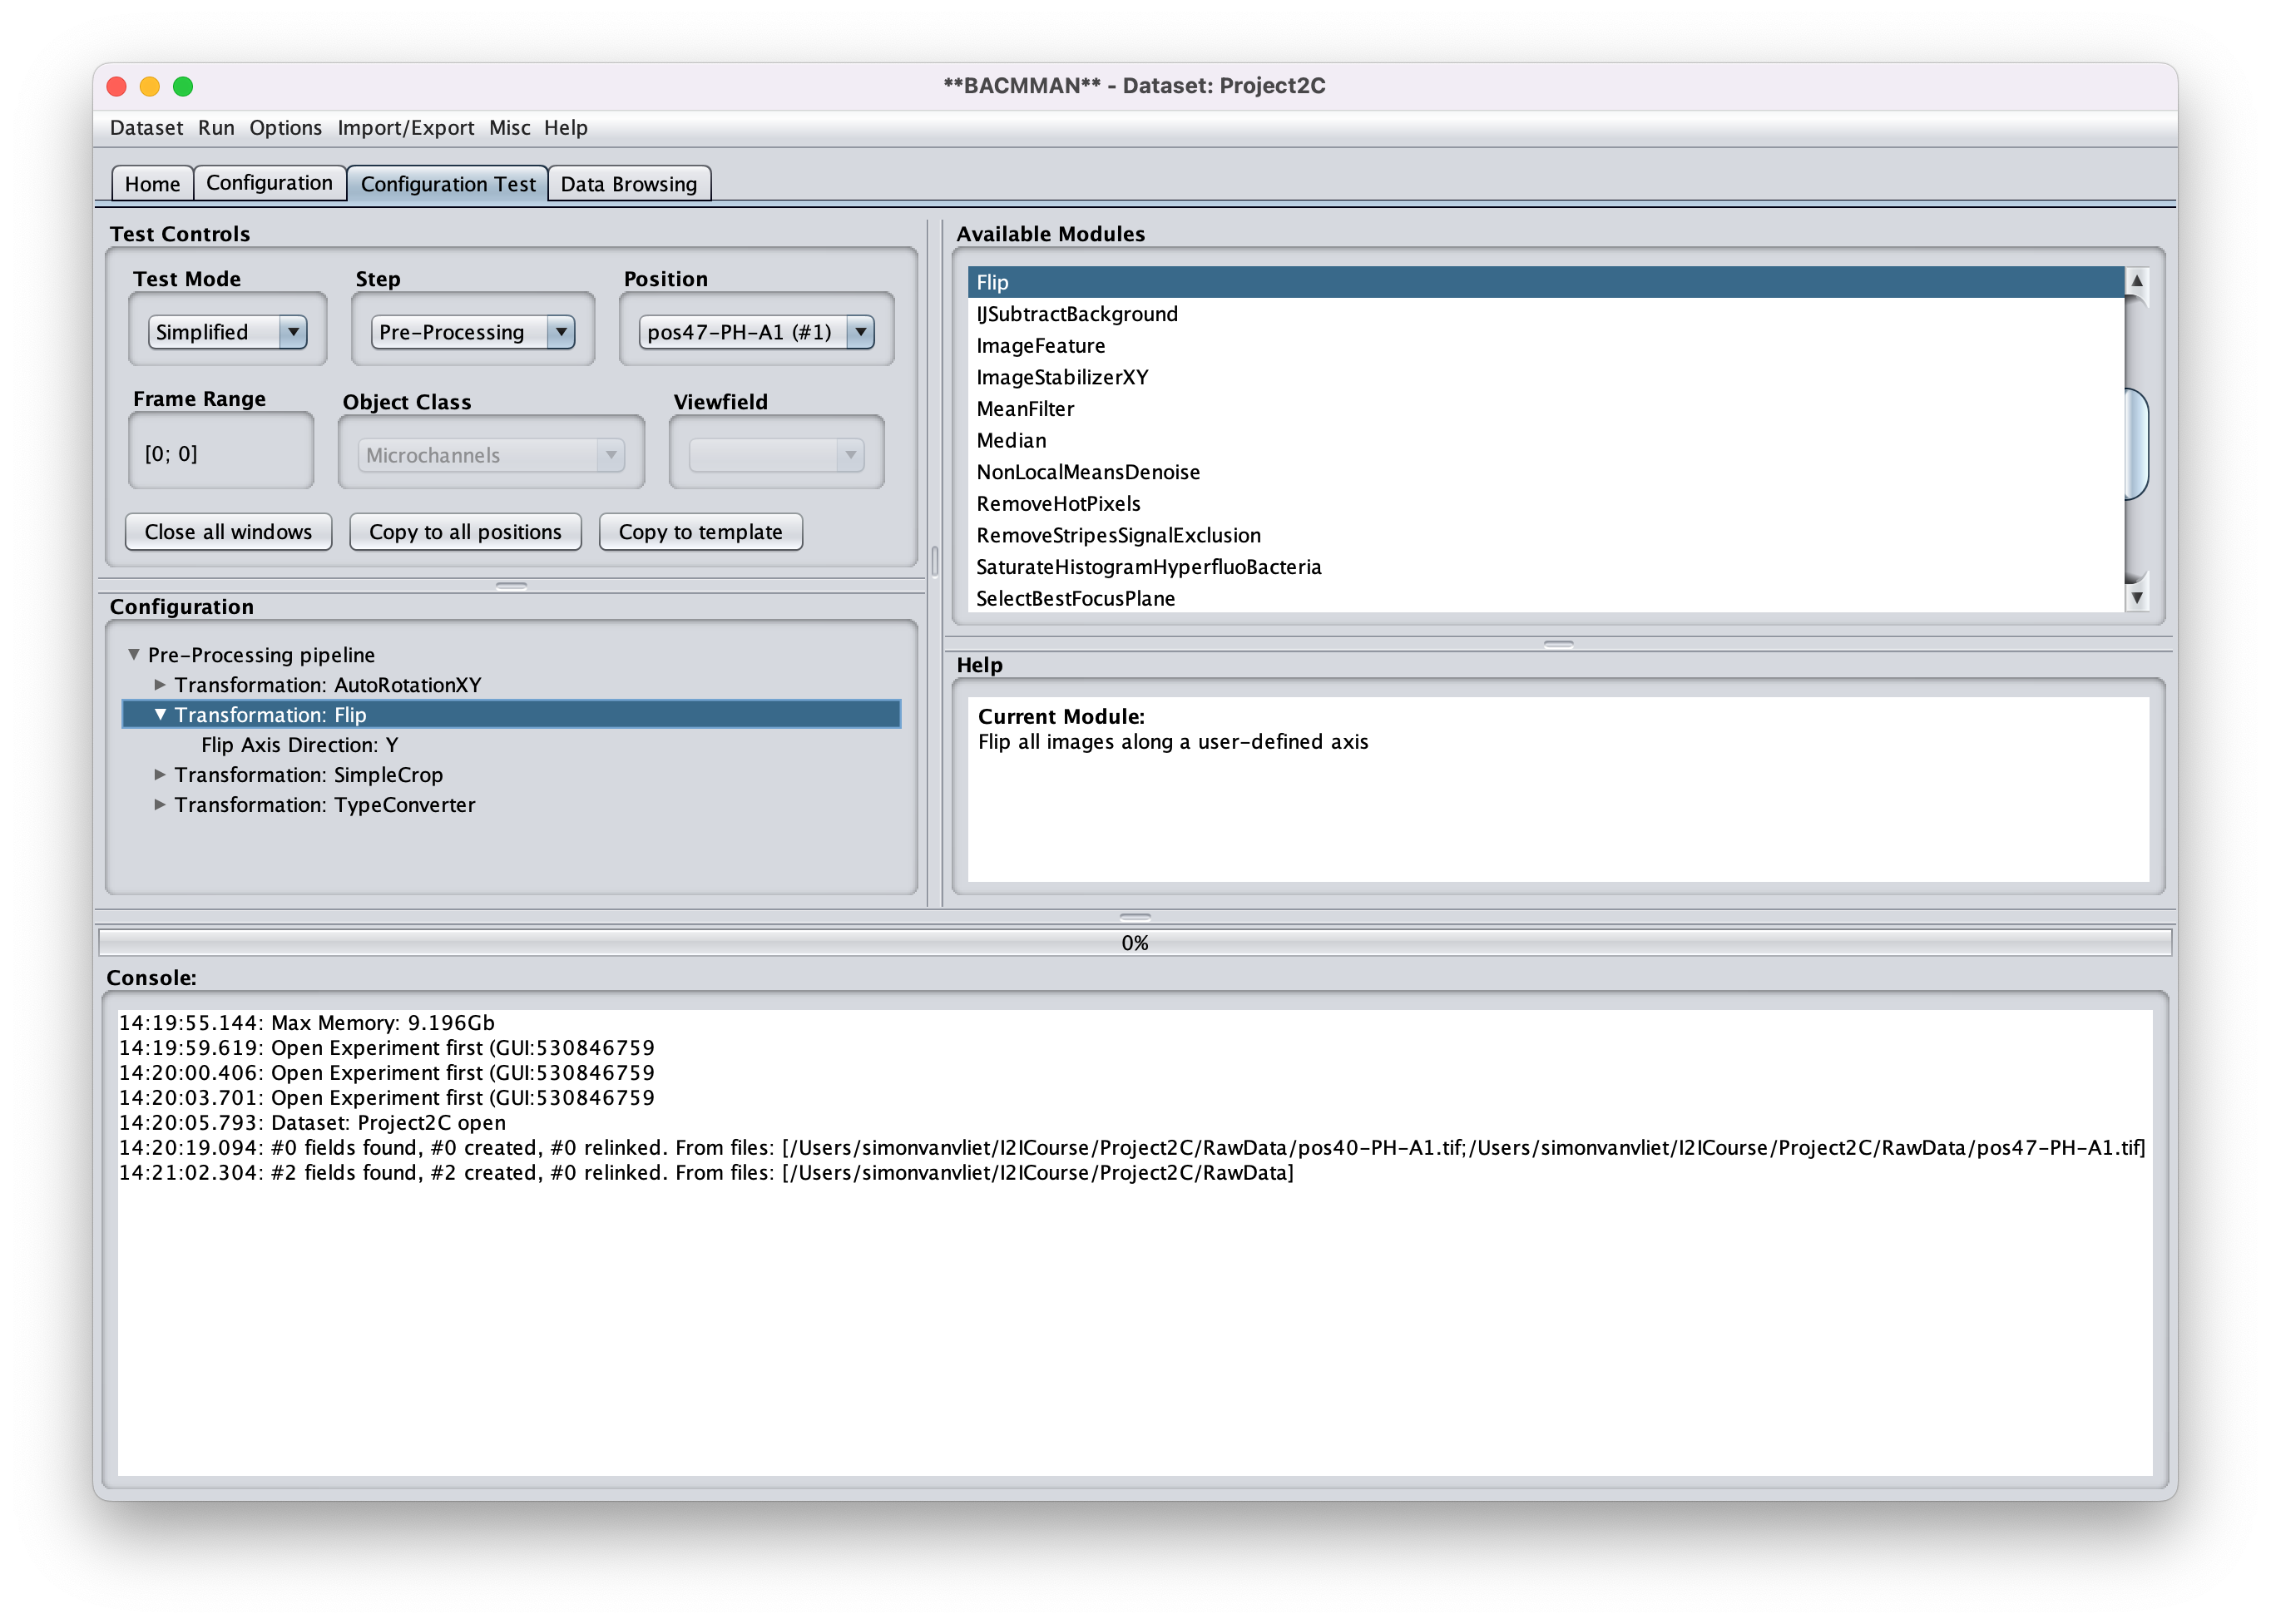 **BACMMAN** - Dataset: Project2C
Dataset Run Options Import/Export Misc Help
Home Configuration Configuration Test Data Browsing
Test Controls
Test Mode Step Position
Simplified Pre-Processing pos47-PH-A1 (#1)
Frame Range Object Class Viewfield
[0; 0] Microchannels
Close all windows Copy to all positions Copy to template
Configuration
Pre-Processing pipeline
Transformation: AutoRotationXY
Transformation: Flip
Flip Axis Direction: Y
Transformation: SimpleCrop
Transformation: TypeConverter
Available Modules
Flip
IJSubtractBackground
ImageFeature
ImageStabilizerXY
MeanFilter
Median
NonLocalMeansDenoise
RemoveHotPixels
RemoveStripesSignalExclusion
SaturateHistogramHyperfluoBacteria
SelectBestFocusPlane
Help
Current Module:
Flip all images along a user-defined axis
0%
Console:
14:19:55.144: Max Memory: 9.196Gb
14:19:59.619: Open Experiment first (GUI:530846759
14:20:00.406: Open Experiment first (GUI:530846759
14:20:03.701: Open Experiment first (GUI:530846759
14:20:05.793: Dataset: Project2C open
14:20:19.094: #0 fields found, #0 created, #0 relinked. From files: [/Users/simonvanvliet/I2ICourse/Project2C/RawData/pos40-PH-A1.tif;/Users/simonvanvliet/I2ICourse/Project2C/RawData/pos47-PH-A1.tif]
14:21:02.304: #2 fields found, #2 created, #0 relinked. From files: [/Users/simonvanvliet/I2ICourse/Project2C/RawData]